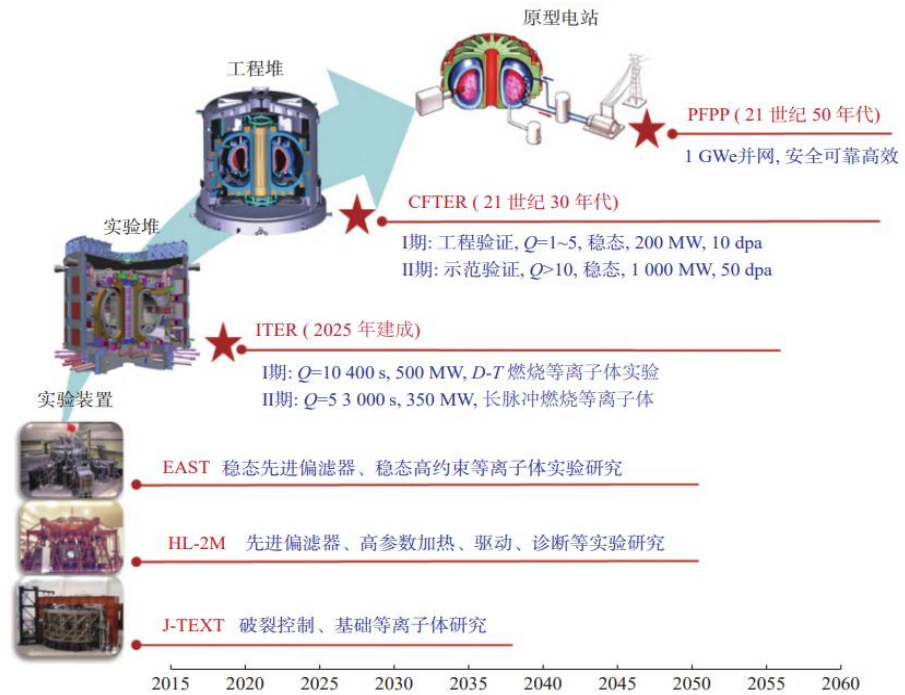 原型电站
工程堆
PFPP ( 21 世纪 50 年代)
1 GWe并网, 安全可靠高效
CFTER ( 21 世纪 30 年代)
I期: 工程验证, Q=1~5, 稳态, 200 MW, 10 dpa
II期: 示范验证, Q>10, 稳态, 1 000 MW, 50 dpa
实验堆
ITER ( 2025 年建成)
I期: Q=10 400 s, 500 MW, D-T 燃烧等离子体实验
II期: Q=5 3 000 s, 350 MW, 长脉冲燃烧等离子体
实验装置
EAST 稳态先进偏滤器、稳态高约束等离子体实验研究
HL-2M 先进偏滤器、高参数加热、驱动、诊断等实验研究
J-TEXT 破裂控制、基础等离子体研究
2015 2020 2025 2030 2035 2040 2045 2050 2055 2060